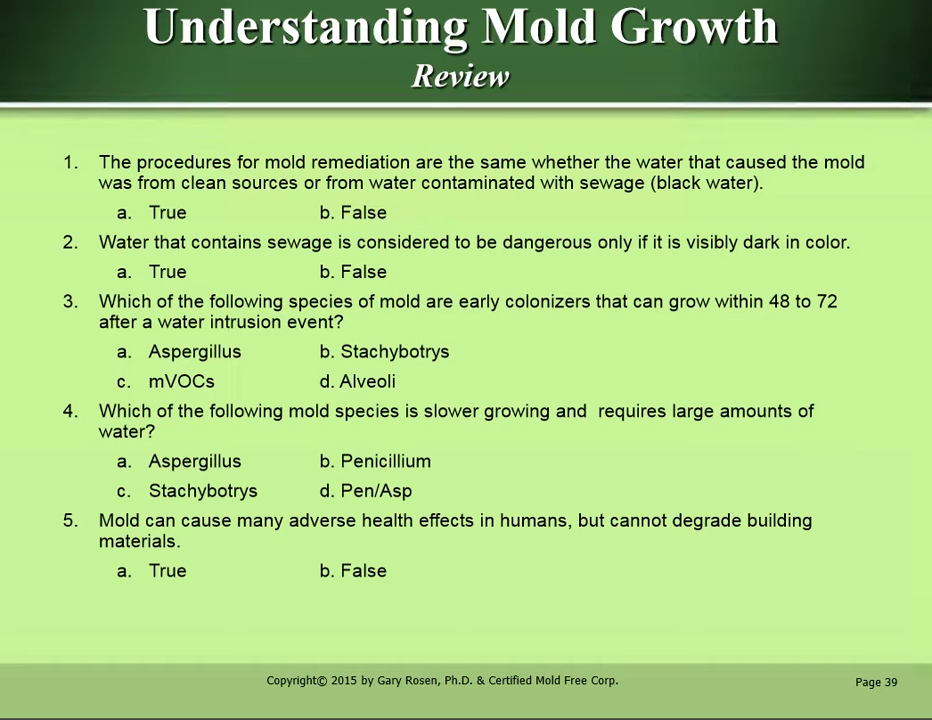 Understanding Mold Growth
Review
1. The procedures for mold remediation are the same whether the water that caused the mold
was from clean sources or from water contaminated with sewage (black water).
a. True b. False
2. Water that contains sewage is considered to be dangerous only if it is visibly dark in color.
a. True b. False
3. Which of the following species of mold are early colonizers that can grow within 48 to 72
after a water intrusion event?
a. Aspergillus b. Stachybotrys
c. mVOCs d. Alveoli
4. Which of the following mold species is slower growing and  requires large amounts of
water?
a. Aspergillus b. Penicillium
c. Stachybotrys d. Pen/Asp
5. Mold can cause many adverse health effects in humans, but cannot degrade building
materials.
a. True b. False
Copyright© 2015 by Gary Rosen, Ph.D. & Certified Mold Free Corp. Page 39